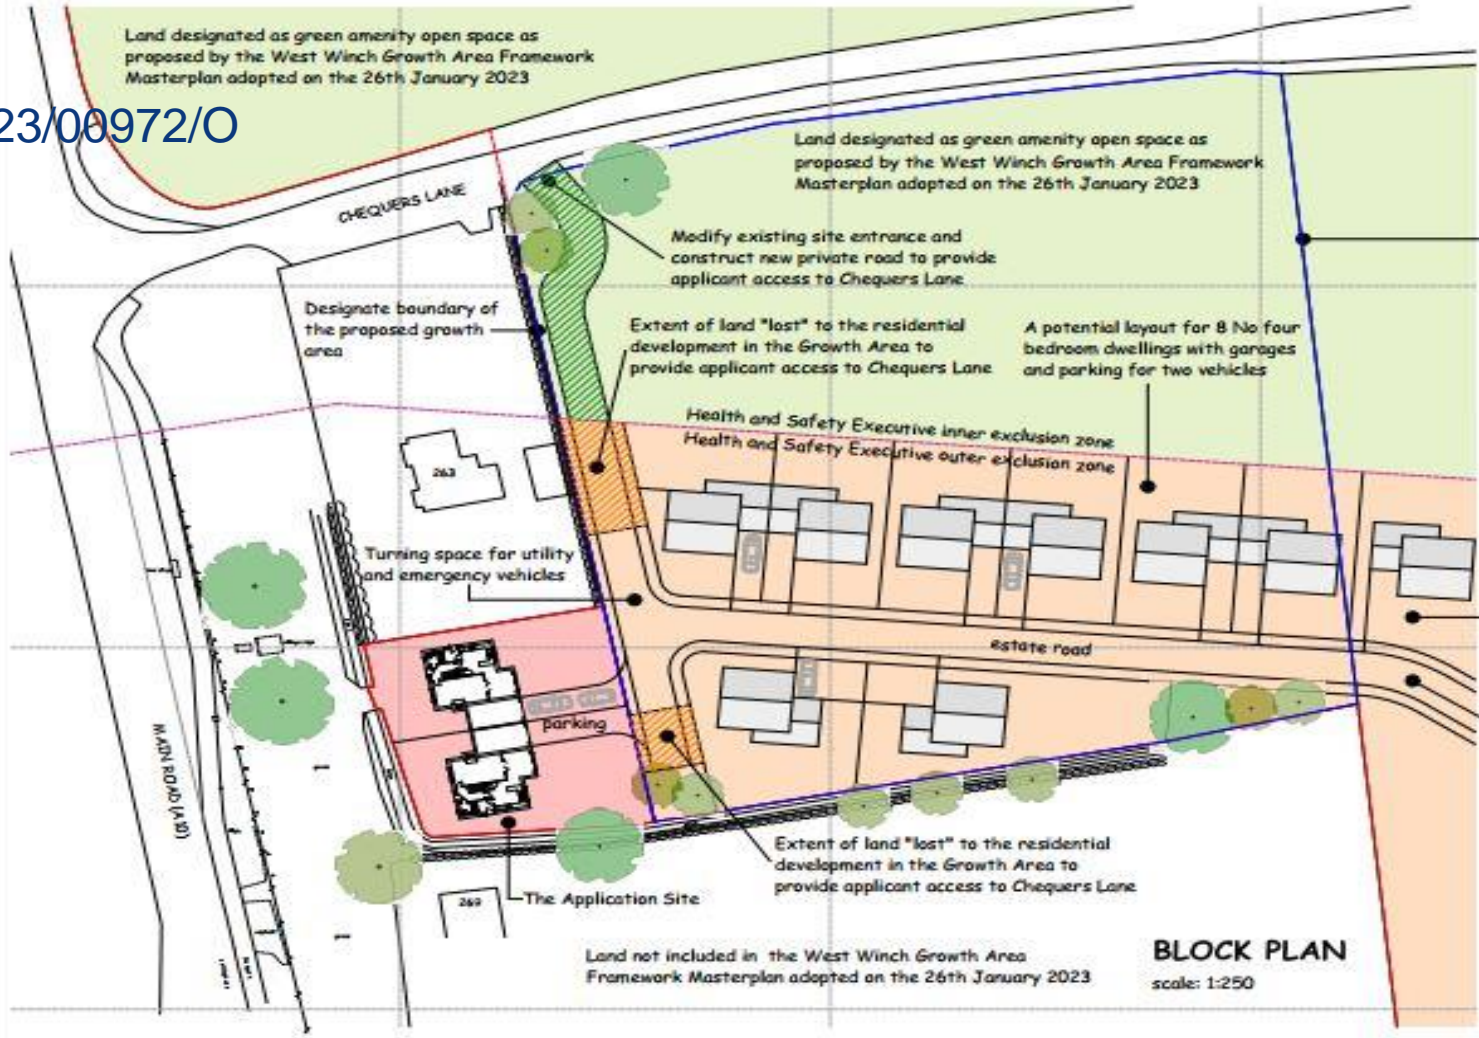 Land designated as green amenity open space as
proposed by the West Winch Growth Area Framework
Masterplan adopted on the 26th January 2023
23/00972/O
Land designated as green amenity open space as
proposed by the West Winch Growth Area Framework
Masterplan adopted on the 26th January 2023
CHEQUERS LANE
Modify existing site entrance and
construct new private road to provide
applicant access to Chequers Lane
Designate boundary of
the proposed growth
area
Extent of land "lost" to the residential
development in the Growth Area to
provide applicant access to Chequers Lane
A potential layout for 8 No four
bedroom dwellings with garages
and parking for two vehicles
Health and Safety Executive inner exclusion zone
Health and Safety Executive outer exclusion zone
263
Turning space for utility
and emergency vehicles
estate road
parking
MAIN ROAD (A10)
Extent of land "lost" to the residential
development in the Growth Area to
provide applicant access to Chequers Lane
269
The Application Site
Land not included in the West Winch Growth Area
Framework Masterplan adopted on the 26th January 2023
BLOCK PLAN
scale: 1:250